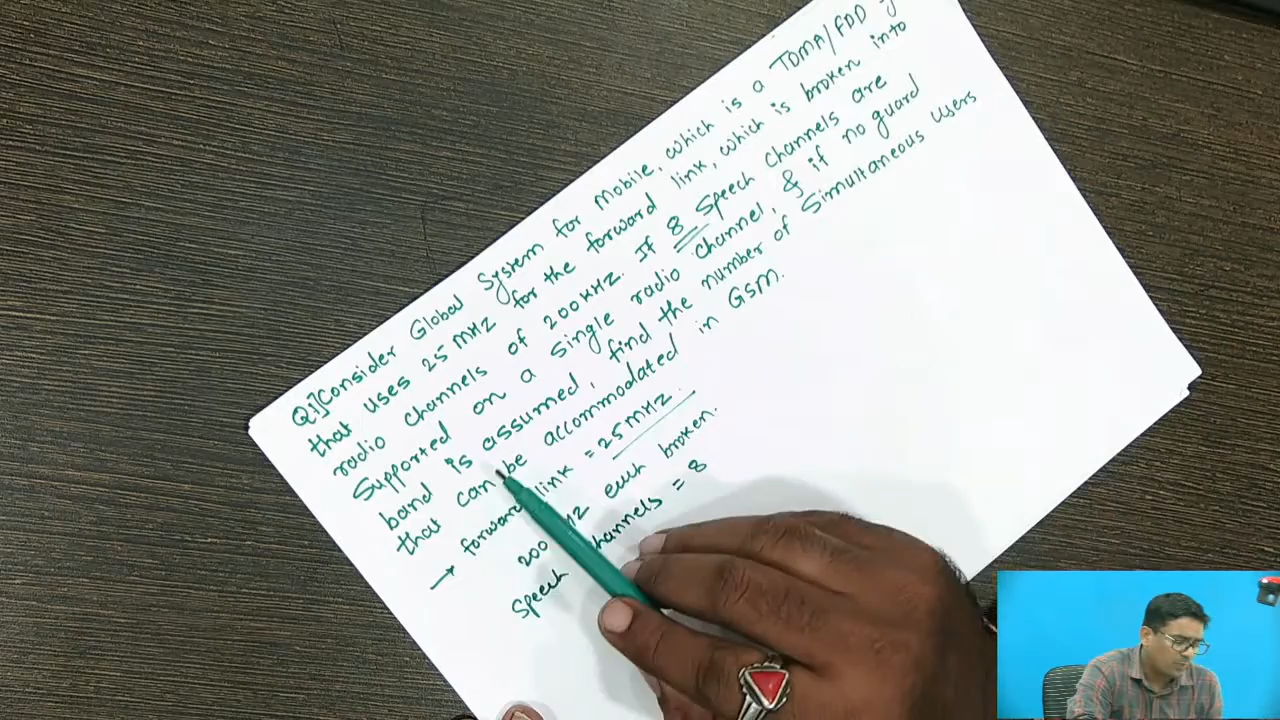 Q1] Consider Global System for Mobile, which is a TDMA/FDD
that uses 25 MHz for the forward link, which is broken into
radio channels of 200 KHZ. If 8 Speech channels are
Supported on a single radio channel, & if no guard
band is assumed, find the number of Simultaneous users
that can be accommodated in GSM.
→ forward link = 25 MHZ.
200 HZ each broken.
Speech channels = 8